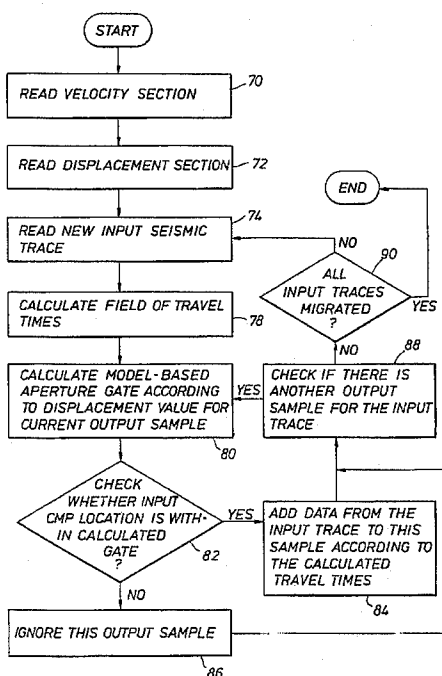 START
READ VELOCITY SECTION
70
READ DISPLACEMENT
SECTION
72
READ NEW INPUT SEISMIC
TRACE
74
CALCULATE FIELD OF TRAVEL
TIMES
78
CALCULATE MODEL-BASED
APERTURE GATE ACCORDING
TO DISPLACEMENT VALUE FOR
CURRENT OUTPUT SAMPLE
80
CHECK
WHETHER INPUT
CMP LOCATION IS WITH-
IN CALCULATED
GATE
?
82
YES
NO
IGNORE THIS OUTPUT SAMPLE
86
ADD DATA FROM THE
INPUT TRACE TO THIS
SAMPLE ACCORDING TO
THE CALCULATED
TRAVEL TIMES
84
CHECK IF THERE IS
ANOTHER OUTPUT
SAMPLE FOR THE INPUT
TRACE
88
YES
NO
ALL
INPUT TRACES
MIGRATED
?
90
NO
YES
END